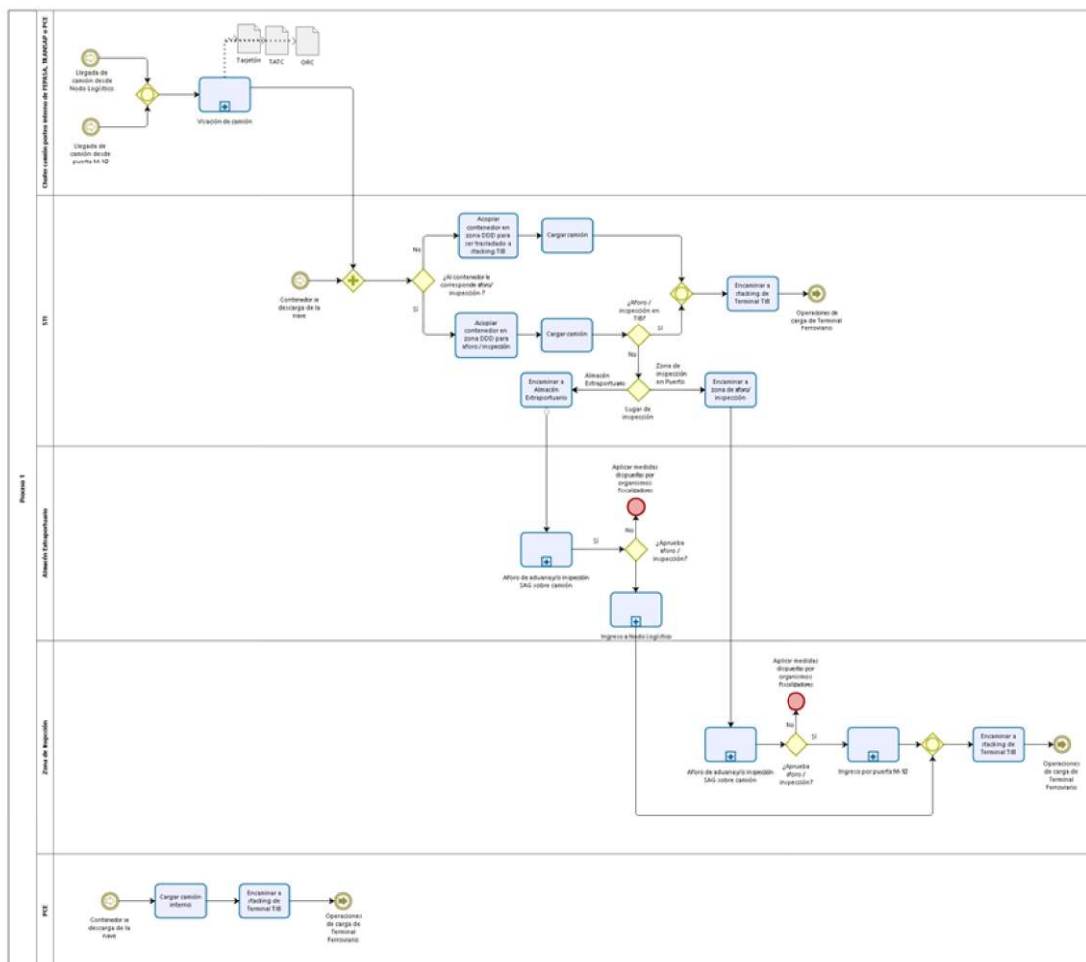 Proceso 1
Chofer camión porteo interno de FEPASA, TRANSAP o PCE
Llegada de
camión desde
Nodo Logístico
Llegada de
camión desde
puerta M-10
Visación de camión
Tarjetón
TATC
ORC
STI
Contenedor se
descarga de la
nave
¿Al contenedor le
corresponde aforo/
inspección ?
No
Sí
Acopiar
contenedor en
zona DDD para
ser trasladado a
stacking TIB
Cargar camión
Acopiar
contenedor en
zona DDD para
aforo / inspección
Cargar camión
¿Aforo /
inspección en
TIB?
Sí
No
Encaminar a
stacking de
Terminal TIB
Operaciones
de carga de Terminal
Ferroviario
Encaminar a
Almacén
Extraportuario
Almacén
Extraportuario
Zona de
inspección
en Puerto
Lugar de
inspección
Encaminar a
zona de aforo/
inspección
Almacén Extraportuario
Aplicar medidas
dispuestas por
organismos
fiscalizadores
No
Sí
¿Aprueba
aforo /
inspección?
Aforo de aduana y/o inspección
SAG sobre camión
Ingreso a Nodo Logístico
Zona de Inspección
Aplicar medidas
dispuestas por
organismos
fiscalizadores
No
Sí
Aforo de aduana y/o inspección
SAG sobre camión
¿Aprueba
aforo /
inspección?
Ingreso por puerta M-10
Encaminar a
stacking de
Terminal TIB
Operaciones
de carga de
Terminal
Ferroviario
PCE
Contenedor se
descarga de la
nave
Cargar camión
interno
Encaminar a
stacking de
Terminal TIB
Operaciones
de carga de
Terminal
Ferroviario